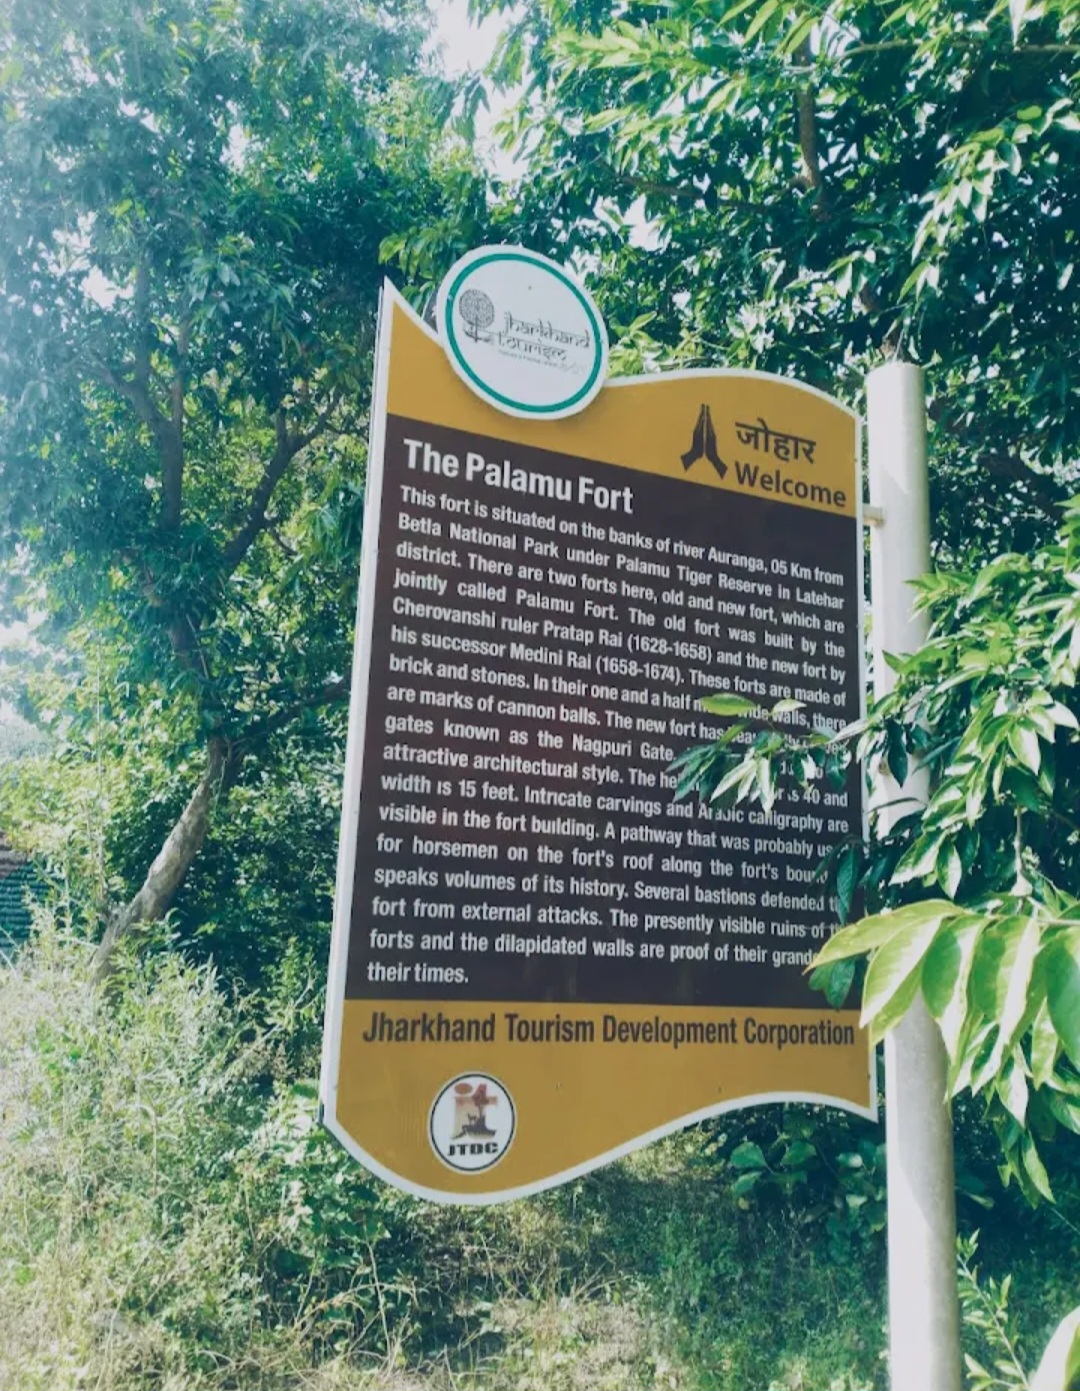 jharkhand
tourism
जोहार
Welcome
The Palamu Fort
This fort is situated on the banks of river Auranga, 05 Km from
Betla National Park under Palamu Tiger Reserve in Latehar
district. There are two forts here, old and new fort, which are
jointly called Palamu Fort. The old fort was built by the
Cherovanshi ruler Pratap Rai (1628-1658) and the new fort by
his successor Medini Rai (1658-1674). These forts are made of
brick and stones. In their one and a half walls, there
are marks of cannon balls. The new fort has
gates known as the Nagpuri Gate
attractive architectural style. The 40 and
width is 15 feet. Intricate carvings and Arabic calligraphy are
visible in the fort building. A pathway that was probably
for horsemen on the fort's roof along the fort's
speaks volumes of its history. Several bastions defended
fort from external attacks. The presently visible ruins of
forts and the dilapidated walls are proof of their
their times.
Jharkhand Tourism Development Corporation
JTDC